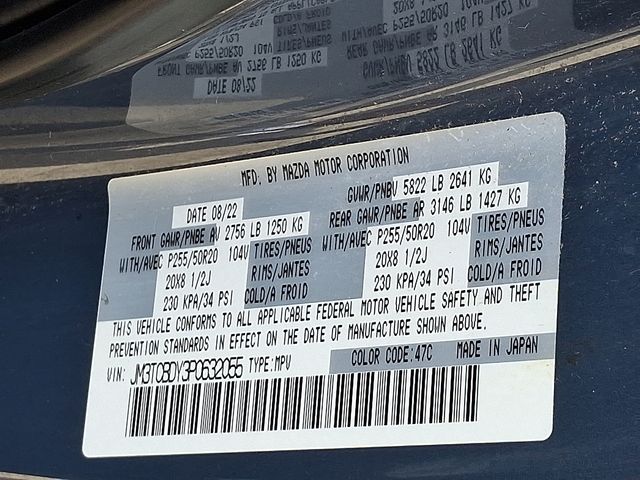 MFD. BY MAZDA MOTOR CORPORATION
DATE 08/22
GVWR/PNBV 5822 LB 2641 KG
FRONT GAWR/PNBE AV 2756 LB 1250 KG
REAR GAWR/PNBE AR 3146 LB 1427 KG
WITH/AVEC P255/50R20 104V TIRES/PNEUS
WITH/AVEC P255/50R20 104V TIRES/PNEUS
20X8 1/2J RIMS/JANTES
20X8 1/2J RIMS/JANTES
230 KPA/34 PSI COLD/A FROID
230 KPA/34 PSI COLD/A FROID
THIS VEHICLE CONFORMS TO ALL APPLICABLE FEDERAL MOTOR VEHICLE SAFETY AND THEFT
PREVENTION STANDARDS IN EFFECT ON THE DATE OF MANUFACTURE SHOWN ABOVE.
COLOR CODE:47C MADE IN JAPAN
VIN: JM3TCBDY3P0632055 TYPE:MPV